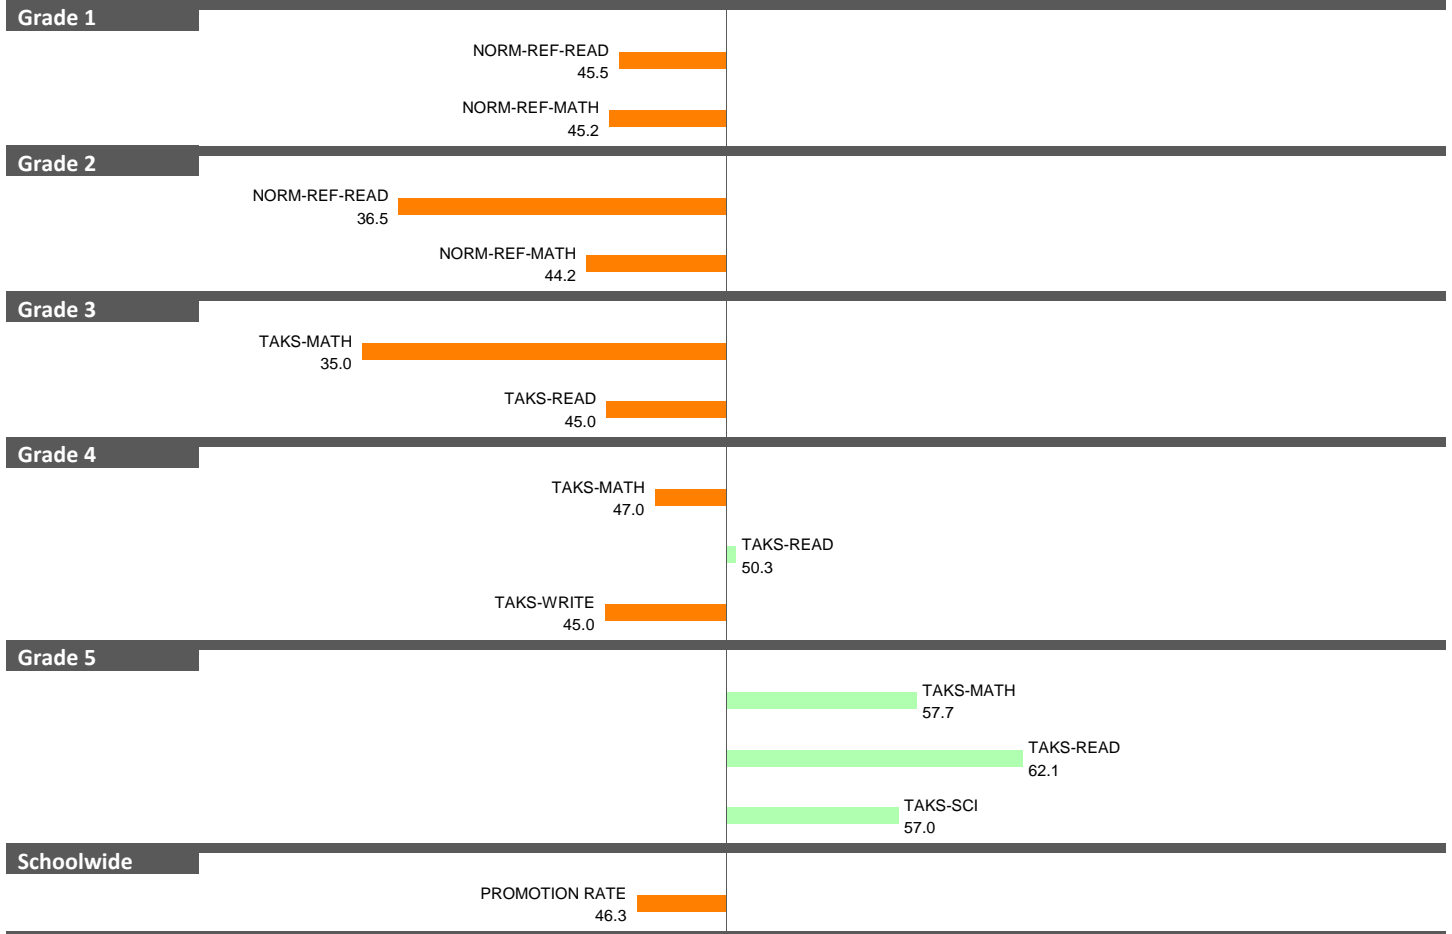 Grade 1
NORM-REF-READ
45.5
NORM-REF-MATH
45.2
Grade 2
NORM-REF-READ
36.5
NORM-REF-MATH
44.2
Grade 3
TAKS-MATH
35.0
TAKS-READ
45.0
Grade 4
TAKS-MATH
47.0
TAKS-READ
50.3
TAKS-WRITE
45.0
Grade 5
TAKS-MATH
57.7
TAKS-READ
62.1
TAKS-SCI
57.0
Schoolwide
PROMOTION RATE
46.3